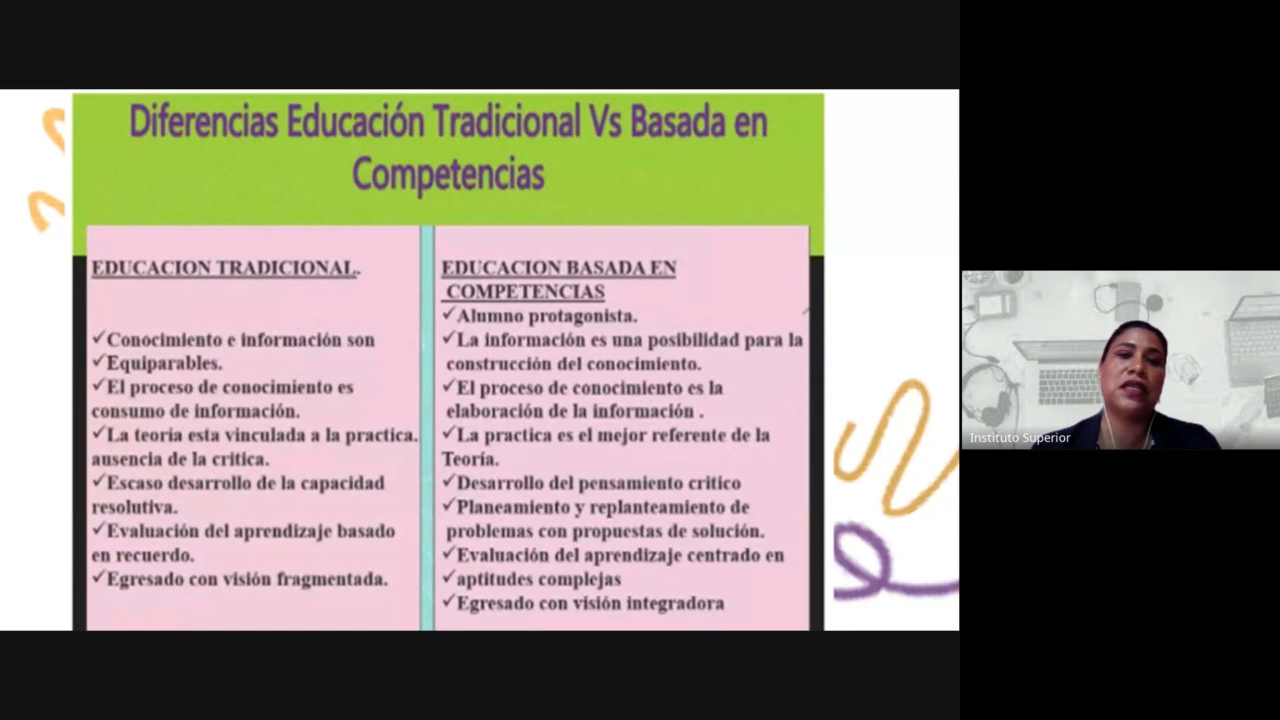 Diferencias Educación Tradicional Vs Basada en
Competencias
EDUCACION TRADICIONAL.
✓Conocimiento e información son
✓Equiparables.
✓El proceso de conocimiento es
consumo de información.
✓La teoría esta vinculada a la practica.
ausencia de la critica.
✓Escaso desarrollo de la capacidad
resolutiva.
✓Evaluación del aprendizaje basado
en recuerdo.
✓Egresado con visión fragmentada.
EDUCACION BASADA EN
COMPETENCIAS
✓Alumno protagonista.
✓La información es una posibilidad para la
construcción del conocimiento.
✓El proceso de conocimiento es la
elaboración de la información .
✓La practica es el mejor referente de la
Teoría.
✓Desarrollo del pensamiento critico
✓Planeamiento y replanteamiento de
problemas con propuestas de solución.
✓Evaluación del aprendizaje centrado en
✓aptitudes complejas
✓Egresado con visión integradora
Instituto Superior